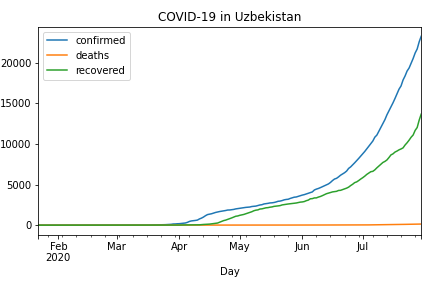 COVID-19 in Uzbekistan
confirmed
deaths
recovered
20000
15000
10000
5000
0
Feb Mar Apr May Jun Jul
2020
Day